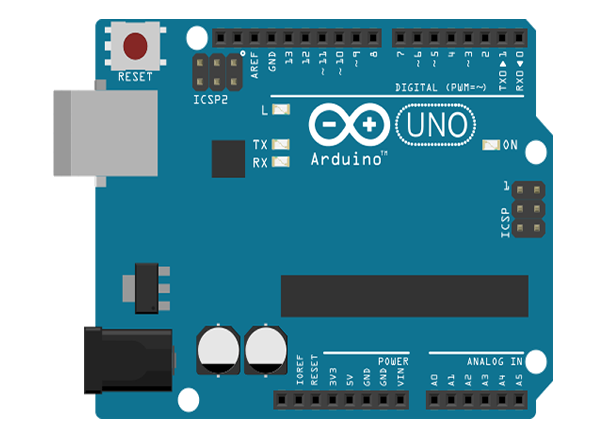 RESET
ICSP2
AREF
GND
13
12
~11
~10
~9
8
7
~6
~5
4
~3
2
TX0▶1
RX0◀0
DIGITAL (PWM=~)
L
TX
RX
Arduino™
UNO
ON
1
ICSP
POWER
ANALOG IN
IOREF
RESET
3V3
5V
GND
GND
VIN
A0
A1
A2
A3
A4
A5